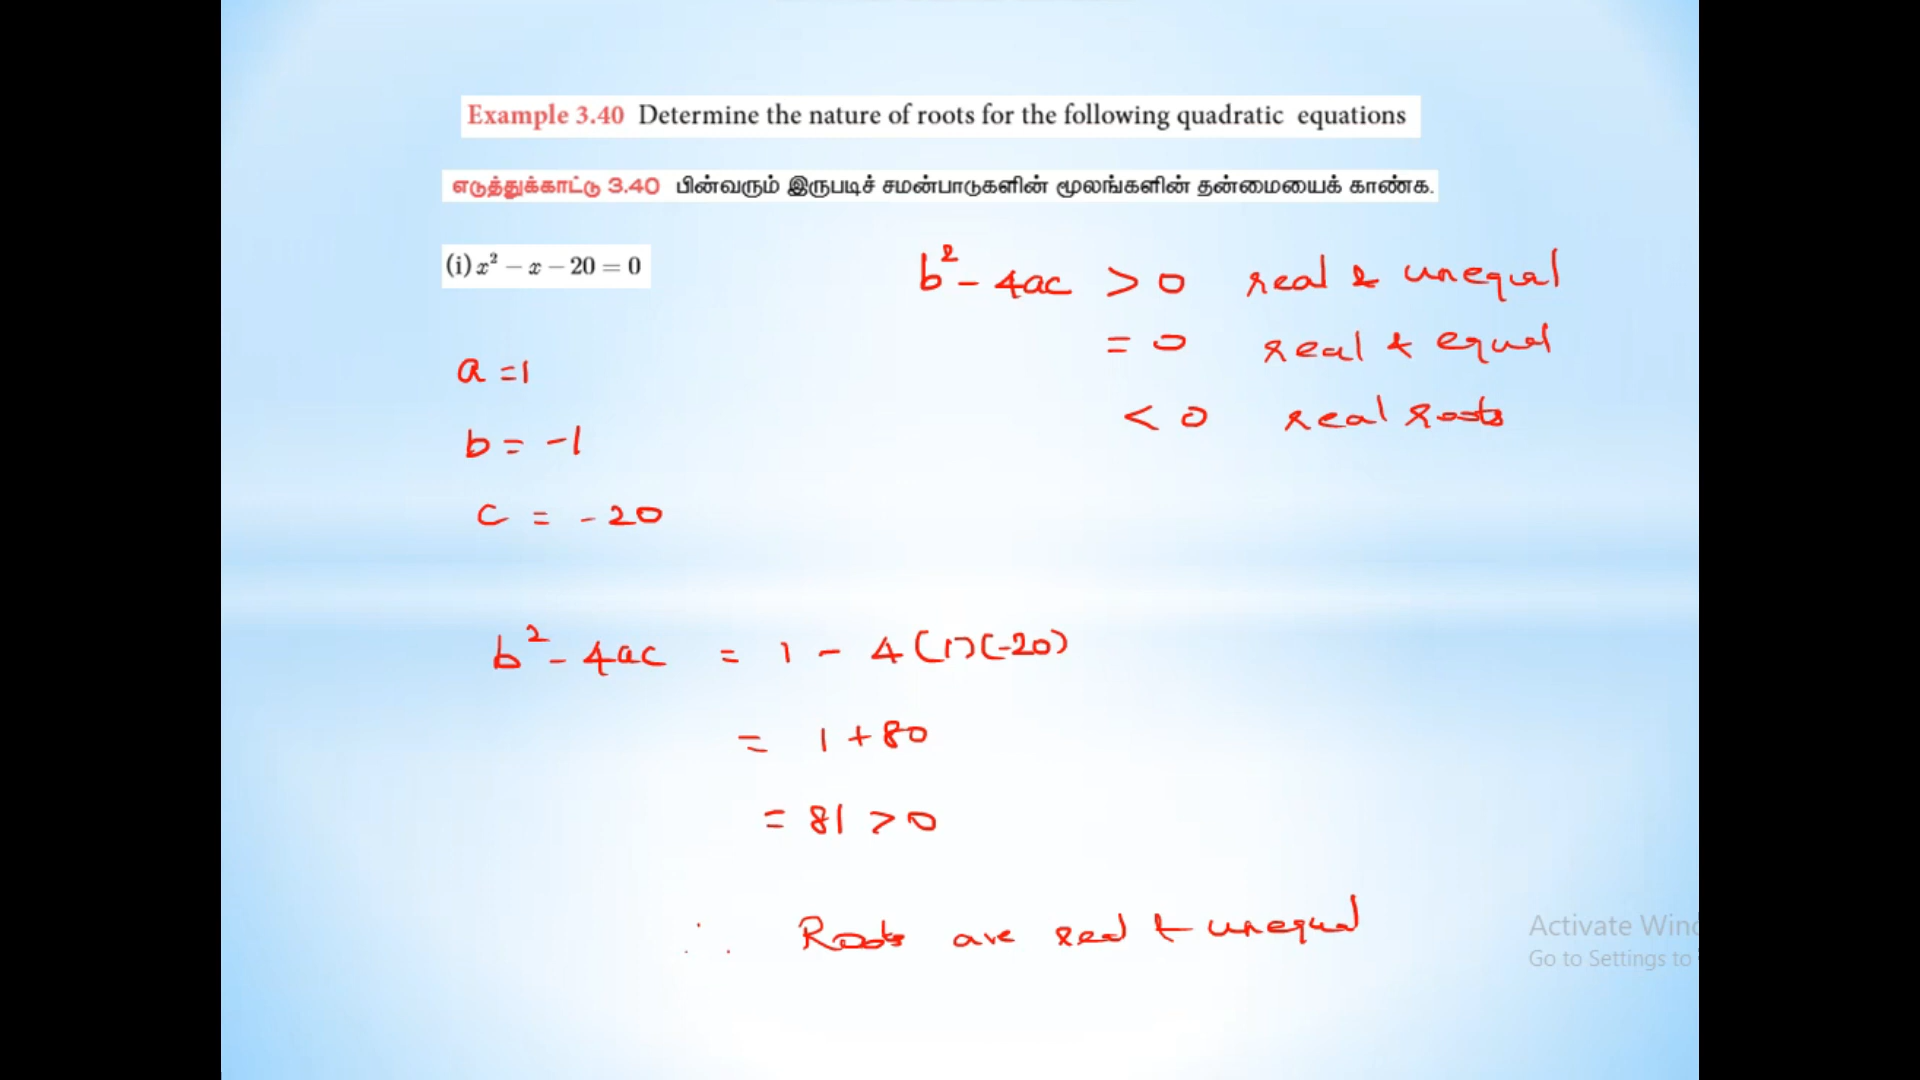 Example 3.40 Determine the nature of roots for the following quadratic equations
எடுத்துக்காட்டு 3.40 பின்வரும் இருபடிச் சமன்பாடுகளின் மூலங்களின் தன்மையைக் காண்க.
(i) x² − x − 20 = 0
b² - 4ac > 0 real & unequal
= 0 real & equal
< 0 real roots
a = 1
b = -1
c = -20
b² - 4ac = 1 - 4(1)(-20)
= 1 + 80
= 81 > 0
∴ Roots are real & unequal
Activate Wind
Go to Settings to